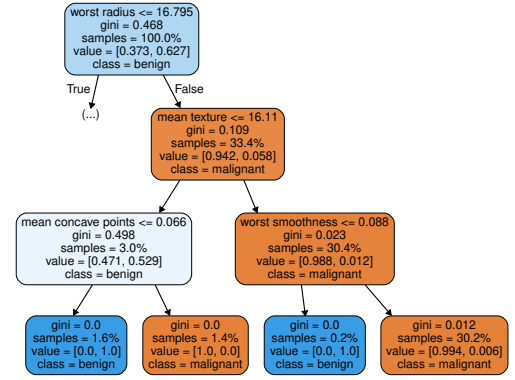 worst radius <= 16.795
gini = 0.468
samples = 100.0%
value = [0.373, 0.627]
class = benign
True
False
(...)
mean texture <= 16.11
gini = 0.109
samples = 33.4%
value = [0.942, 0.058]
class = malignant
mean concave points <= 0.066
gini = 0.498
samples = 3.0%
value = [0.471, 0.529]
class = benign
worst smoothness <= 0.088
gini = 0.023
samples = 30.4%
value = [0.988, 0.012]
class = malignant
gini = 0.0
samples = 1.6%
value = [0.0, 1.0]
class = benign
gini = 0.0
samples = 1.4%
value = [1.0, 0.0]
class = malignant
gini = 0.0
samples = 0.2%
value = [0.0, 1.0]
class = benign
gini = 0.012
samples = 30.2%
value = [0.994, 0.006]
class = malignant